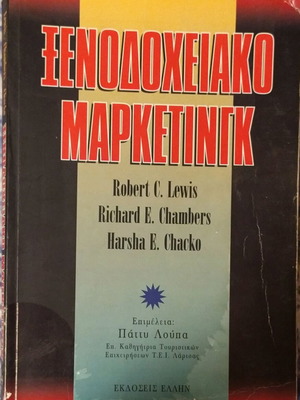 ΞΕΝΟΔΟΧΕΙΑΚΟ
ΜΑΡΚΕΤΙΝΓΚ
Robert C. Lewis
Richard E. Chambers
Harsha E. Chacko
Επιμέλεια:
Πάττυ Λούπα
Επ. Καθηγήτρια Τουριστικών
Επιχειρήσεων Τ.Ε.Ι. Λάρισας
ΕΚΔΟΣΕΙΣ ΕΛΛΗΝ